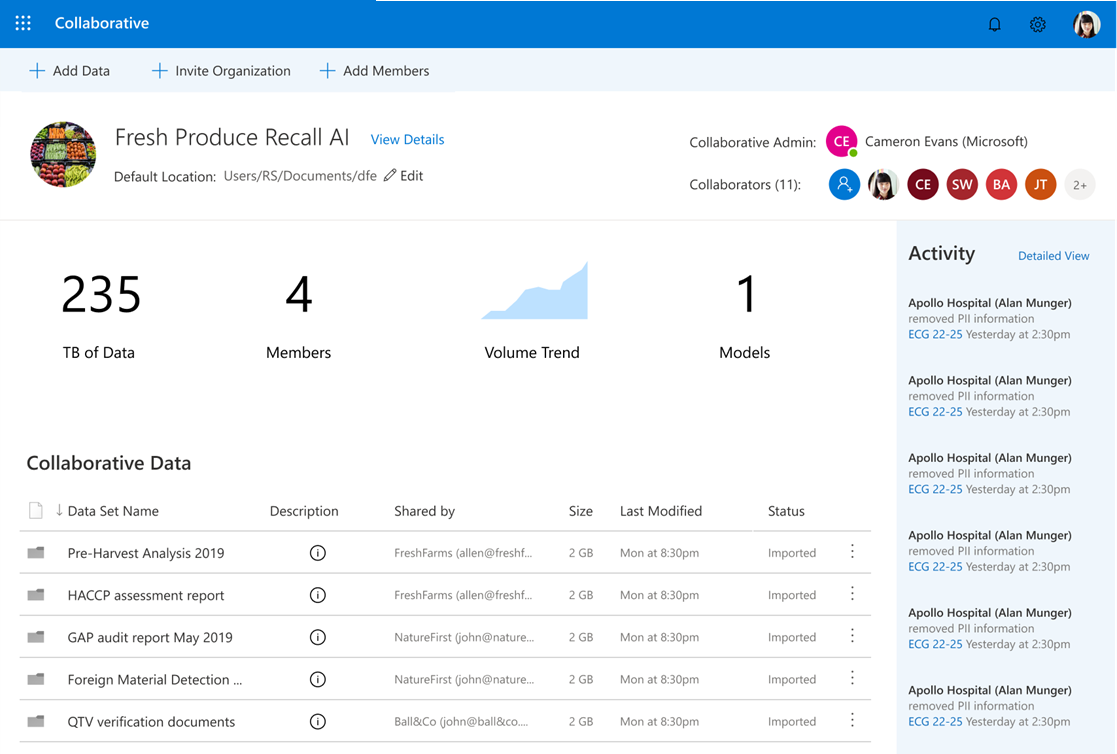 Collaborative
Add Data Invite Organization Add Members
Fresh Produce Recall AI View Details
Default Location: Users/RS/Documents/dfe Edit
Collaborative Admin: CE Cameron Evans (Microsoft)
Collaborators (11): CE SW BA JT 2+
235
TB of Data
4
Members
Volume Trend
1
Models
Collaborative Data
Data Set Name Description Shared by Size Last Modified Status
Pre-Harvest Analysis 2019 FreshFarms (allen@freshf... 2 GB Mon at 8:30pm Imported
HACCP assessment report FreshFarms (allen@freshf... 2 GB Mon at 8:30pm Imported
GAP audit report May 2019 NatureFirst (john@nature... 2 GB Mon at 8:30pm Imported
Foreign Material Detection ... NatureFirst (john@nature... 2 GB Mon at 8:30pm Imported
QTV verification documents Ball&Co (john@ball&co.... 2 GB Mon at 8:30pm Imported
Activity Detailed View
Apollo Hospital (Alan Munger)
removed PII information
ECG 22-25 Yesterday at 2:30pm
Apollo Hospital (Alan Munger)
removed PII information
ECG 22-25 Yesterday at 2:30pm
Apollo Hospital (Alan Munger)
removed PII information
ECG 22-25 Yesterday at 2:30pm
Apollo Hospital (Alan Munger)
removed PII information
ECG 22-25 Yesterday at 2:30pm
Apollo Hospital (Alan Munger)
removed PII information
ECG 22-25 Yesterday at 2:30pm
Apollo Hospital (Alan Munger)
removed PII information
ECG 22-25 Yesterday at 2:30pm